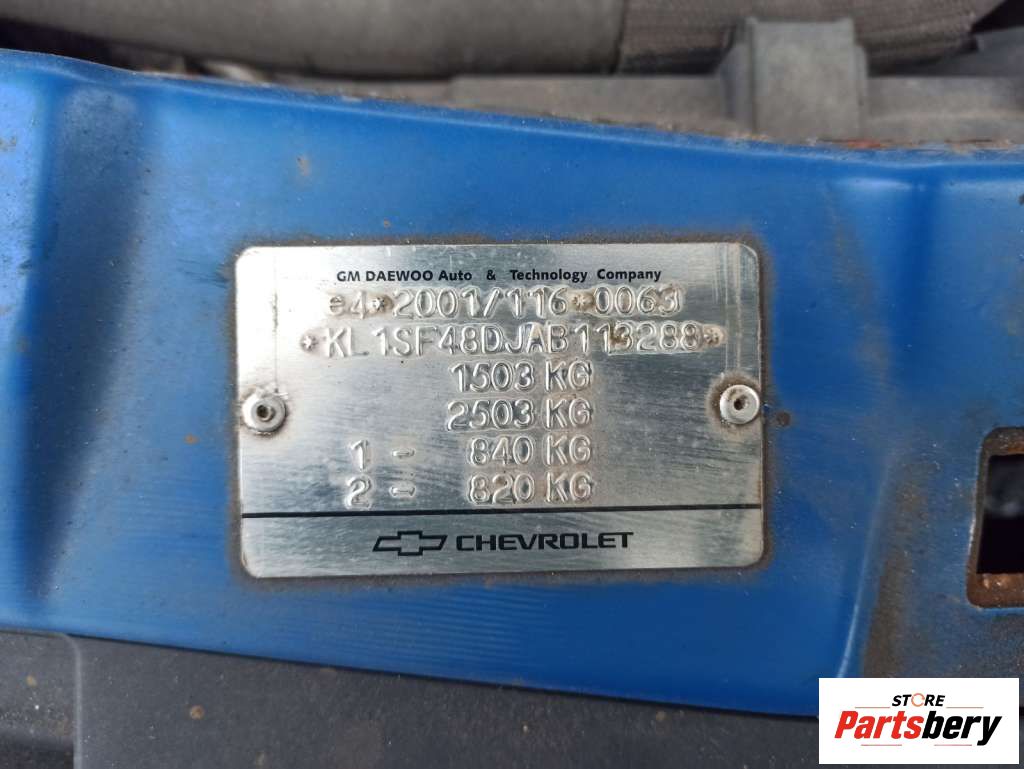 GM DAEWOO Auto & Technology Company
e4*2001/116*0063
*KL1SF48DJAB113288*
1503 KG
2503 KG
1 - 840 KG
2 - 820 KG
CHEVROLET
STORE
Partsbery